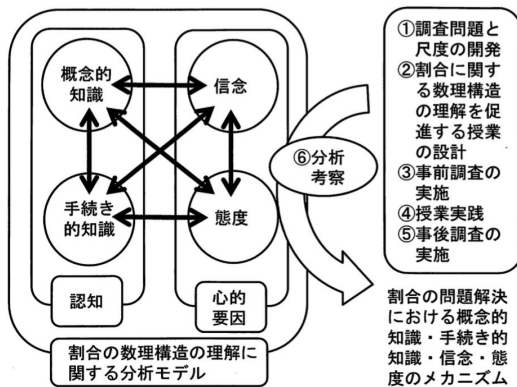 概念的
知識
信念
手続き
的知識
態度
認知
心的
要因
割合の数理構造の理解に
関する分析モデル
⑥分析
考察
①調査問題と
尺度の開発
②割合に関す
る数理構造
の理解を促
進する授業
の設計
③事前調査の
実施
④授業実践
⑤事後調査の
実施
割合の問題解決
における概念的
知識・手続き的
知識・信念・態
度のメカニズム